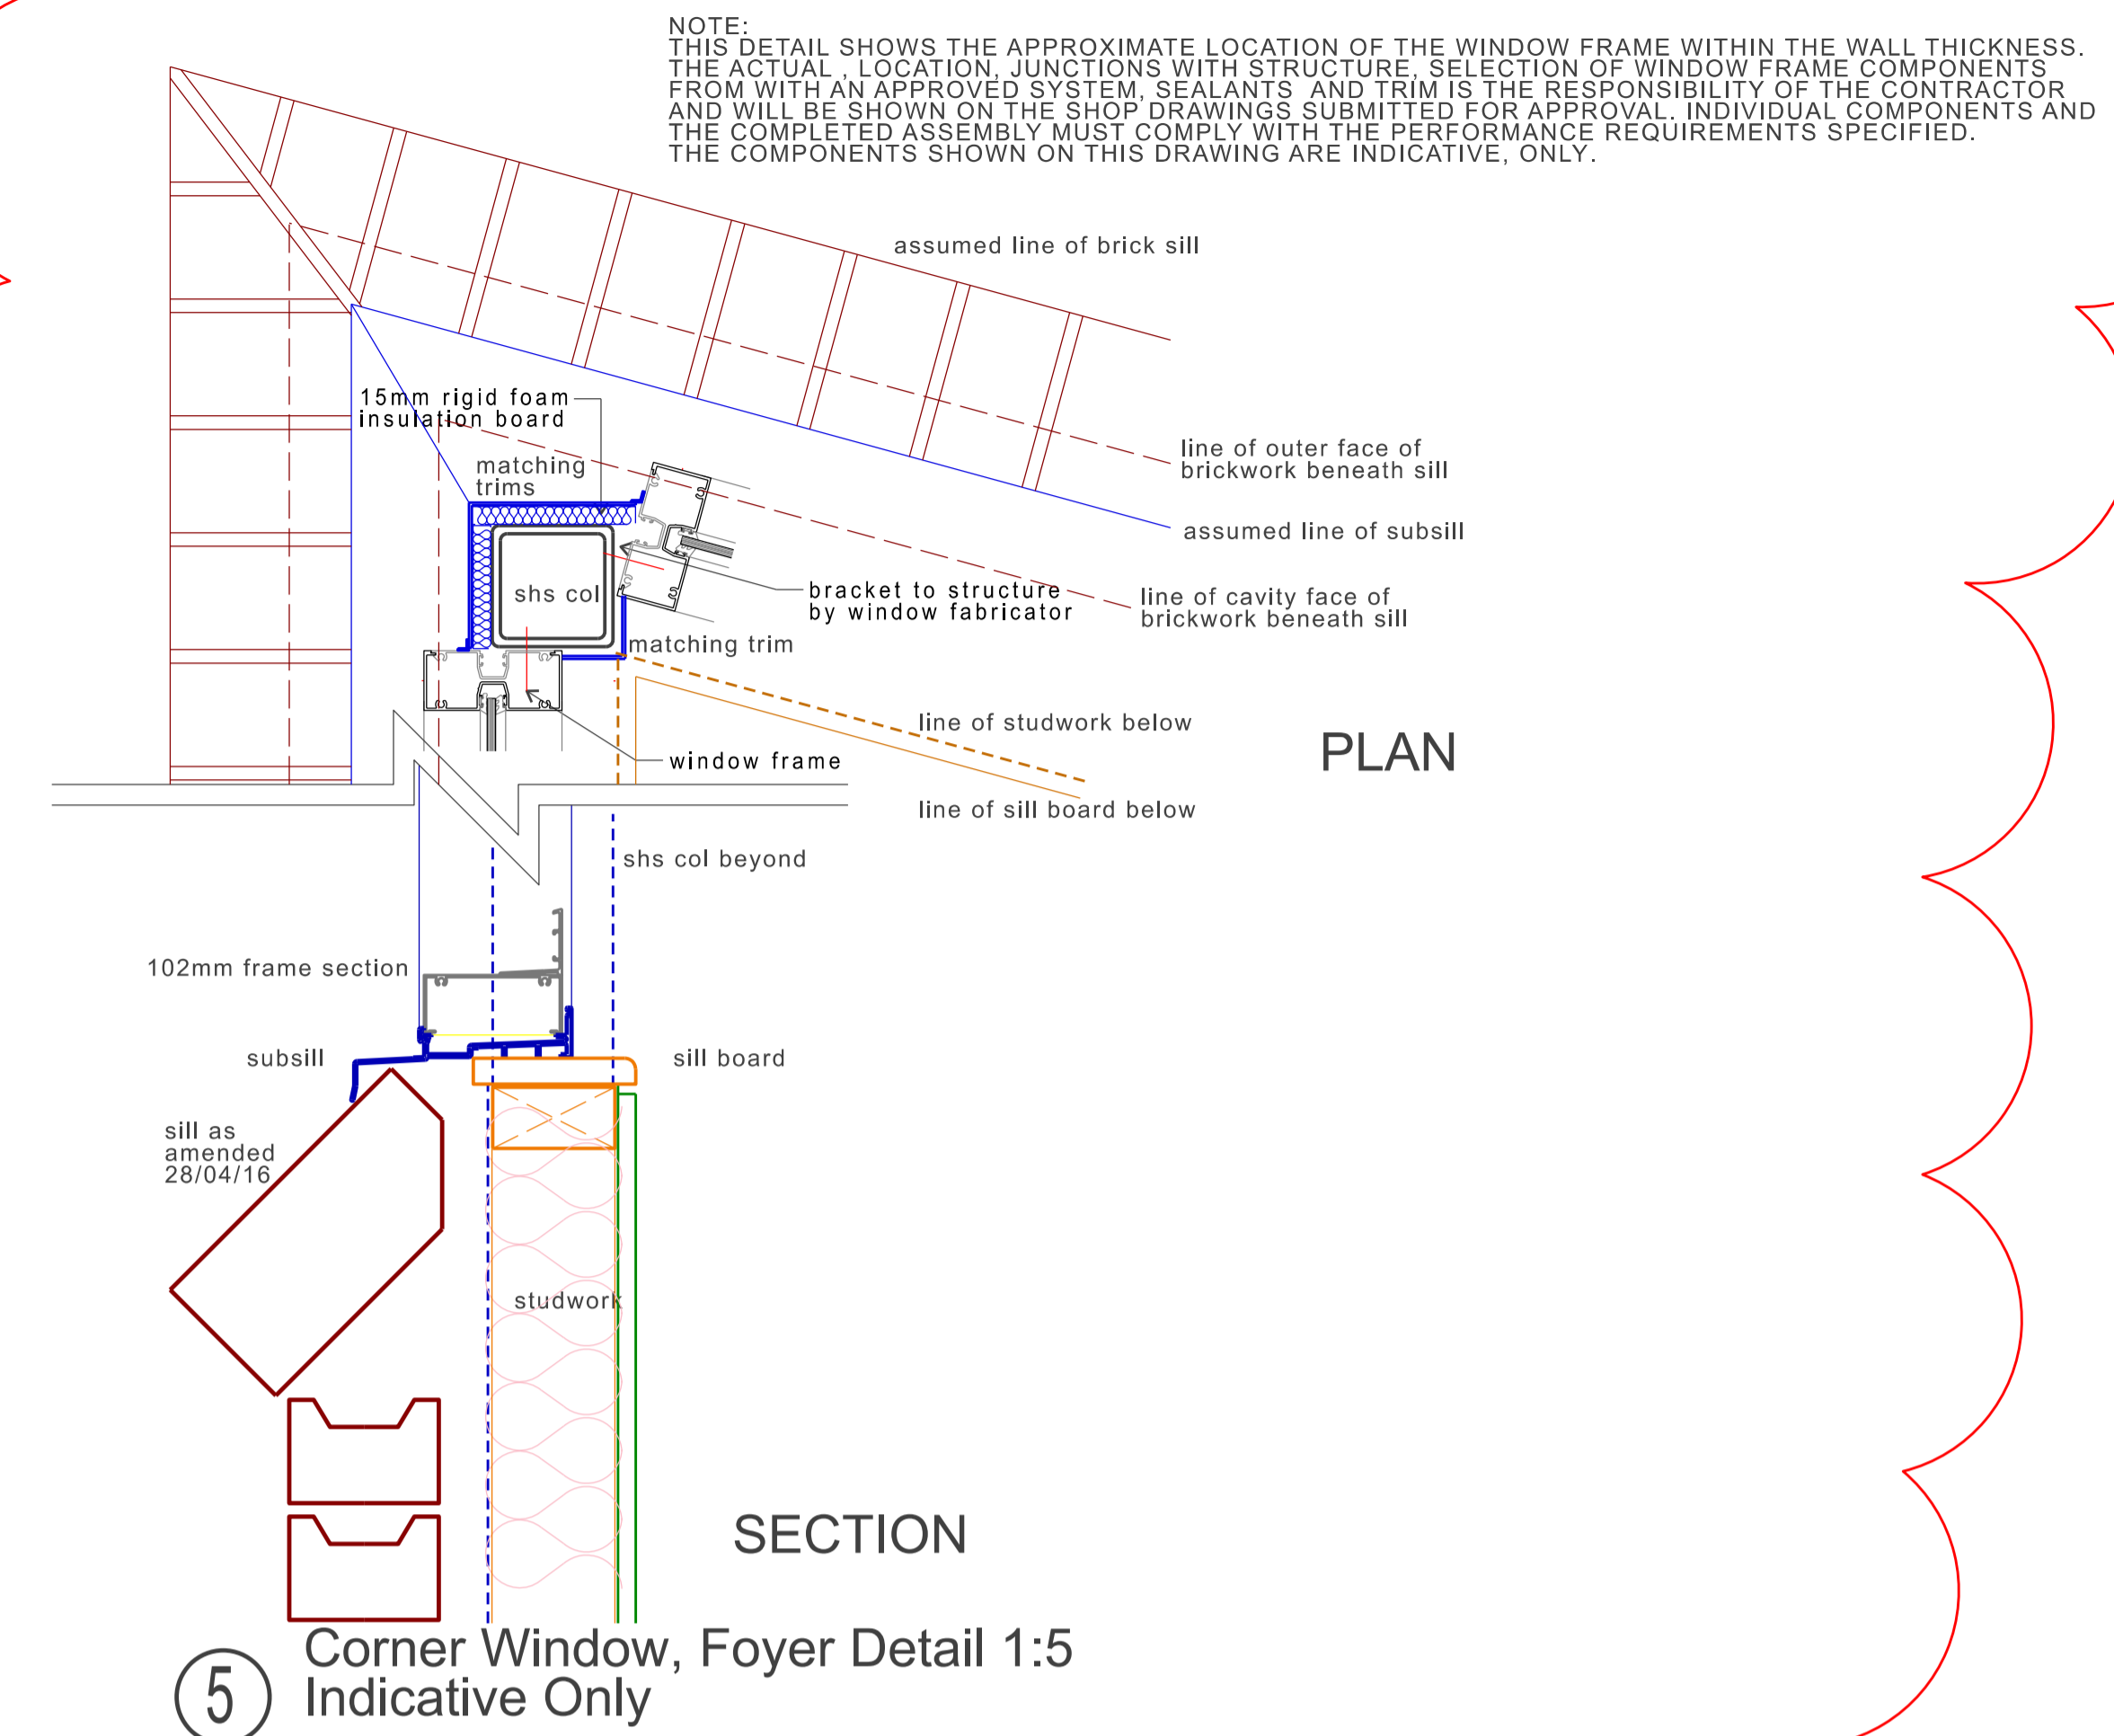 NOTE:
THIS DETAIL SHOWS THE APPROXIMATE LOCATION OF THE WINDOW FRAME WITHIN THE WALL THICKNESS.
THE ACTUAL , LOCATION, JUNCTIONS WITH STRUCTURE, SELECTION OF WINDOW FRAME COMPONENTS
FROM WITH AN APPROVED SYSTEM, SEALANTS AND TRIM IS THE RESPONSIBILITY OF THE CONTRACTOR
AND WILL BE SHOWN ON THE SHOP DRAWINGS SUBMITTED FOR APPROVAL. INDIVIDUAL COMPONENTS AND
THE COMPLETED ASSEMBLY MUST COMPLY WITH THE PERFORMANCE REQUIREMENTS SPECIFIED.
THE COMPONENTS SHOWN ON THIS DRAWING ARE INDICATIVE, ONLY.
assumed line of brick sill
15mm rigid foam
insulation board
line of outer face of
brickwork beneath sill
matching
trims
assumed line of subsill
shs col
bracket to structure
by window fabricator
line of cavity face of
brickwork beneath sill
matching trim
line of studwork below
PLAN
window frame
line of sill board below
shs col beyond
102mm frame section
subsill
sill board
sill as
amended
28/04/16
studwork
SECTION
5
Corner Window, Foyer Detail 1:5
Indicative Only